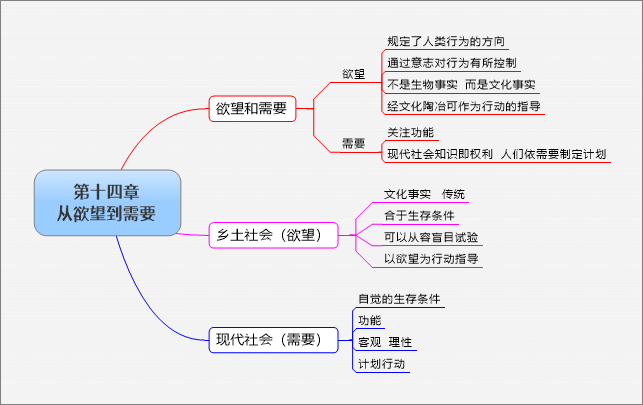 第十四章
从欲望到需要
欲望和需要
欲望
规定了人类行为的方向
通过意志对行为有所控制
不是生物事实 而是文化事实
经文化陶冶可作为行动的指导
需要
关注功能
现代社会知识即权利 人们依需要制定计划
乡土社会（欲望）
文化事实 传统
合于生存条件
可以从容盲目试验
以欲望为行动指导
现代社会（需要）
自觉的生存条件
功能
客观 理性
计划行动